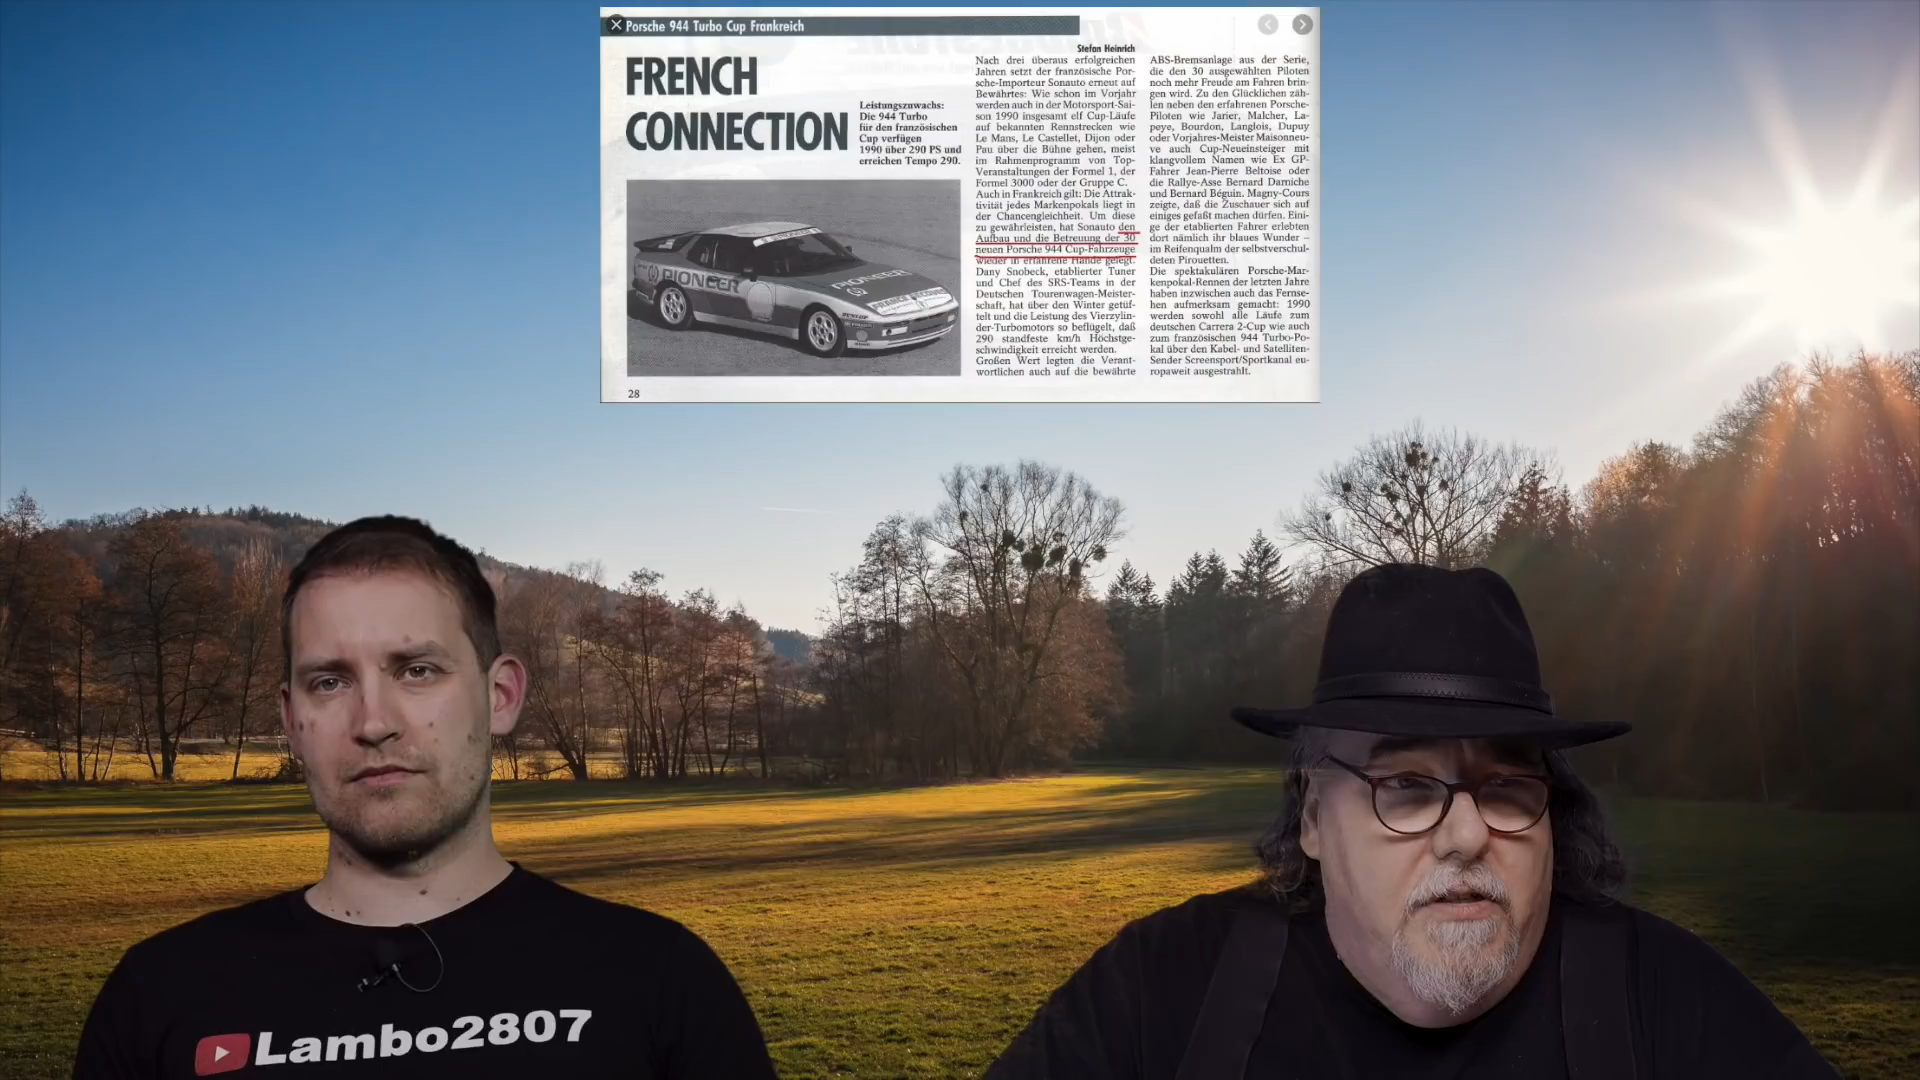 Porsche 944 Turbo Cup Frankreich
FRENCH
CONNECTION
Leistungszuwachs:
Die 944 Turbo
für den französischen
Cup verfügen
1990 über 290 PS und
erreichen Tempo 290.
PIONEER
PIONEER
DUNLOP
28
Stefan Heinrich
Nach drei überaus erfolgreichen
Jahren setzt der französische Por-
sche-Importeur Sonauto erneut auf
Bewährtes: Wie schon im Vorjahr
werden auch in der Motorsport-Sai-
son 1990 insgesamt elf Cup-Läufe
auf bekannten Rennstrecken wie
Le Mans, Le Castellet, Dijon oder
Pau über die Bühne gehen, meist
im Rahmenprogramm von Top-
Veranstaltungen der Formel 1, der
Formel 3000 oder der Gruppe C.
Auch in Frankreich gilt: Die Attrak-
tivität jedes Markenpokals liegt in
der Chancengleichheit. Um diese
zu gewährleisten, hat Sonauto den
Aufbau und die Betreuung der 30
neuen Porsche 944 Cup-Fahrzeuge
wieder in erfahrene Hände gelegt.
Dany Snobeck, etablierter Tuner
und Chef des SRS-Teams in der
Deutschen Tourenwagen-Meister-
schaft, hat über den Winter getüf-
telt und die Leistung des Vierzylin-
der-Turbomotors so beflügelt, daß
290 standfeste km/h Höchstge-
schwindigkeit erreicht werden.
Großen Wert legten die Verant-
wortlichen auch auf die bewährte
ABS-Bremsanlage aus der Serie,
die den 30 ausgewählten Piloten
noch mehr Freude am Fahren brin-
gen wird. Zu den Glücklichen zäh-
len neben den erfahrenen Porsche-
Piloten wie Jarier, Malcher, La-
peye, Bourdon, Langlois, Dupuy
oder Vorjahres-Meister Maisonneu-
ve auch Cup-Neueinsteiger mit
klangvollem Namen wie Ex GP-
Fahrer Jean-Pierre Beltoise oder
die Rallye-Asse Bernard Darniche
und Bernard Béguin. Magny-Cours
zeigte, daß die Zuschauer sich auf
einiges gefaßt machen dürfen. Eini-
ge der etablierten Fahrer erlebten
dort nämlich ihr blaues Wunder –
im Reifenqualm der selbstverschul-
deten Pirouetten.
Die spektakulären Porsche-Mar-
kenpokal-Rennen der letzten Jahre
haben inzwischen auch das Fernse-
hen aufmerksam gemacht: 1990
werden sowohl alle Läufe zum
deutschen Carrera 2-Cup wie auch
zum französischen 944 Turbo-Po-
kal über den Kabel- und Satelliten-
Sender Screensport/Sportkanal eu-
ropaweit ausgestrahlt.
Lambo2807